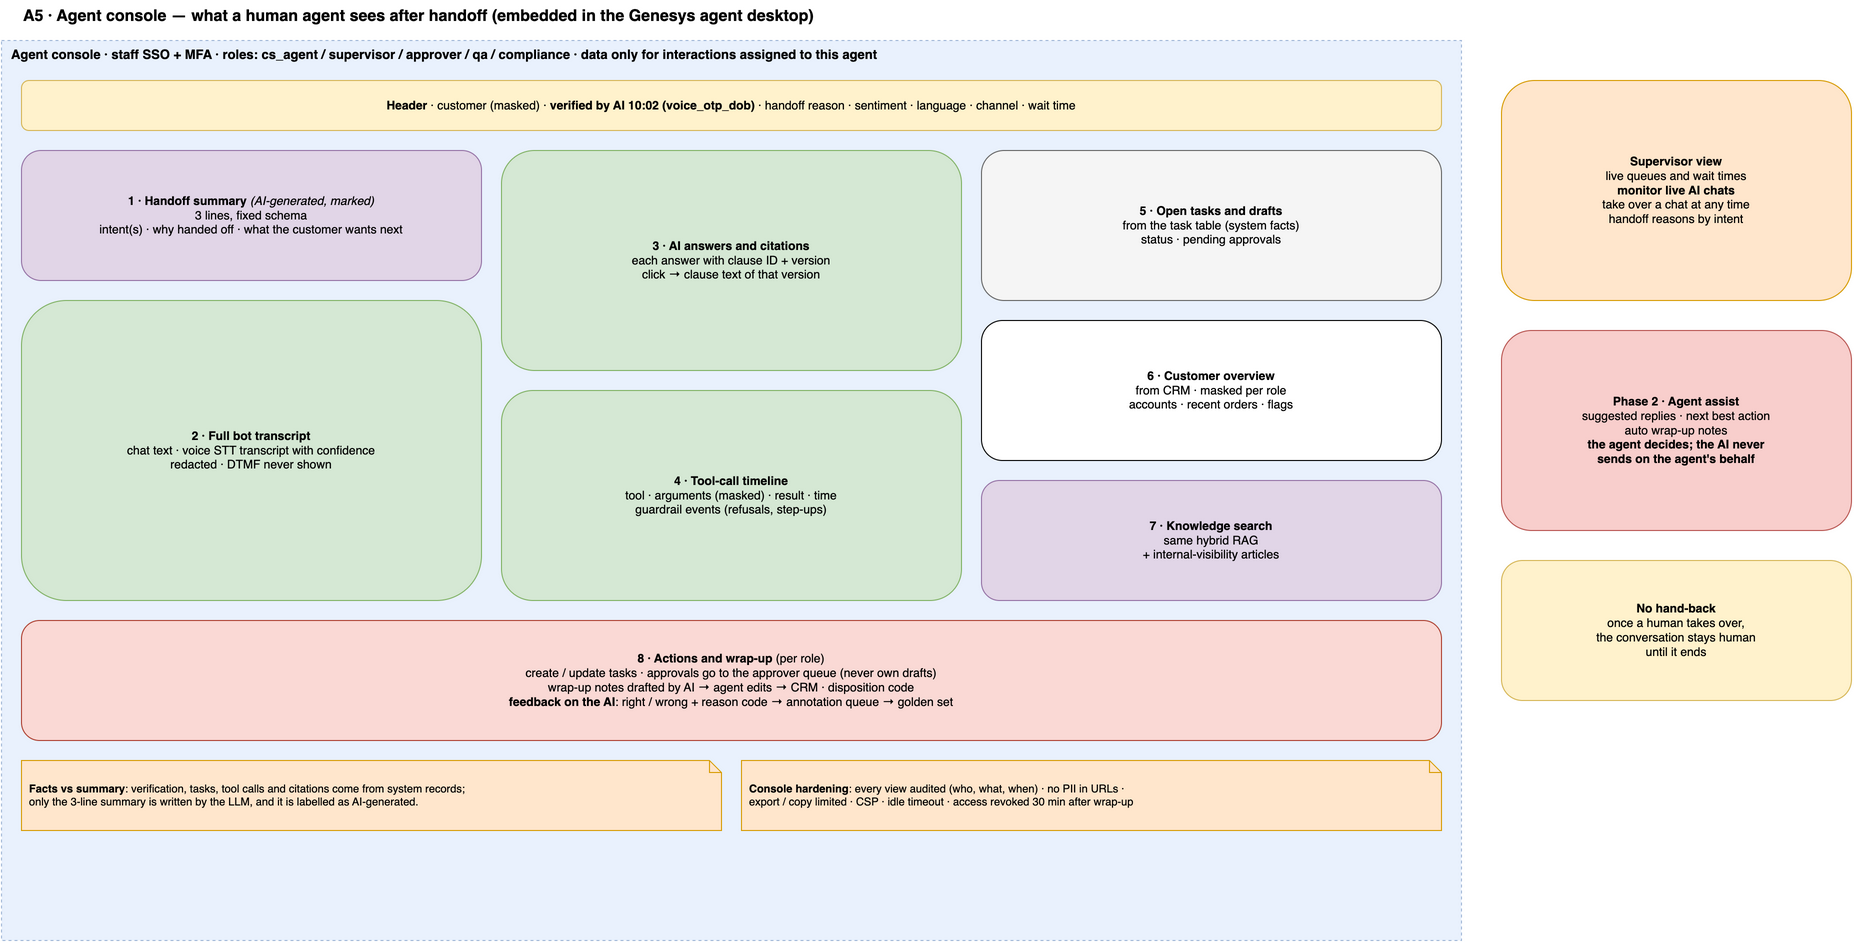 A5 · Agent console — what a human agent sees after handoff (embedded in the Genesys agent desktop)
Agent console · staff SSO + MFA · roles: cs_agent / supervisor / approver / qa / compliance · data only for interactions assigned to this agent
Header · customer (masked) · verified by AI 10:02 (voice_otp_dob) · handoff reason · sentiment · language · channel · wait time
1 · Handoff summary (AI-generated, marked)
3 lines, fixed schema
intent(s) · why handed off · what the customer wants next
2 · Full bot transcript
chat text · voice STT transcript with confidence
redacted · DTMF never shown
3 · AI answers and citations
each answer with clause ID + version
click → clause text of that version
4 · Tool-call timeline
tool · arguments (masked) · result · time
guardrail events (refusals, step-ups)
5 · Open tasks and drafts
from the task table (system facts)
status · pending approvals
6 · Customer overview
from CRM · masked per role
accounts · recent orders · flags
7 · Knowledge search
same hybrid RAG
+ internal-visibility articles
8 · Actions and wrap-up (per role)
create / update tasks · approvals go to the approver queue (never own drafts)
wrap-up notes drafted by AI → agent edits → CRM · disposition code
feedback on the AI: right / wrong + reason code → annotation queue → golden set
Facts vs summary: verification, tasks, tool calls and citations come from system records;
only the 3-line summary is written by the LLM, and it is labelled as AI-generated.
Console hardening: every view audited (who, what, when) · no PII in URLs ·
export / copy limited · CSP · idle timeout · access revoked 30 min after wrap-up
Supervisor view
live queues and wait times
monitor live AI chats
take over a chat at any time
handoff reasons by intent
Phase 2 · Agent assist
suggested replies · next best action
auto wrap-up notes
the agent decides; the AI never
sends on the agent's behalf
No hand-back
once a human takes over,
the conversation stays human
until it ends